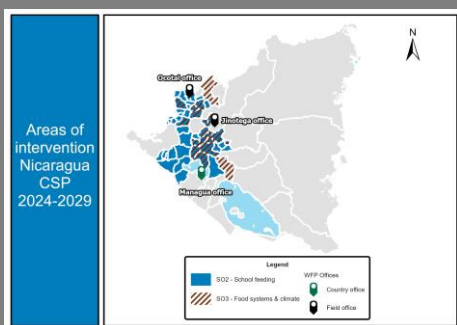 Areas of
intervention
Nicaragua
CSP
2024-2029
N
Ocotal office
Jinotega office
Managua office
Legend
SO2 - School feeding
SO3 - Food systems & climate
WFP Offices
Country office
Field office